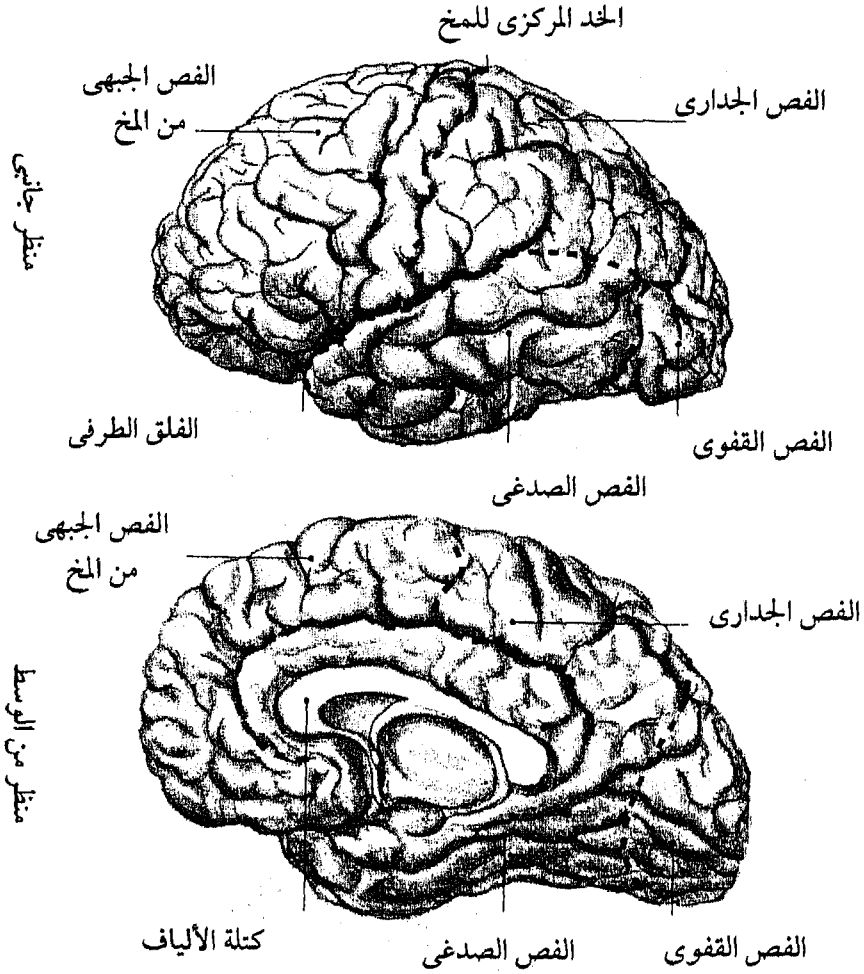 الخد المركزى للمخ
الفص الجبهى
من المخ
الفص الجدارى
منظر جانبى
الفلق الطرفى
الفص القفوى
الفص الصدغى
الفص الجبهى
من المخ
الفص الجدارى
منظر من الوسط
كتلة الألياف
الفص الصدغى
الفص القفوى